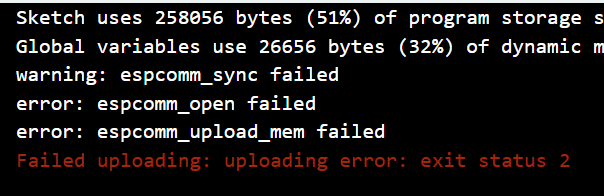 Sketch uses 258056 bytes (51%) of program storage s
Global variables use 26656 bytes (32%) of dynamic m
warning: espcomm_sync failed
error: espcomm_open failed
error: espcomm_upload_mem failed
Failed uploading: uploading error: exit status 2